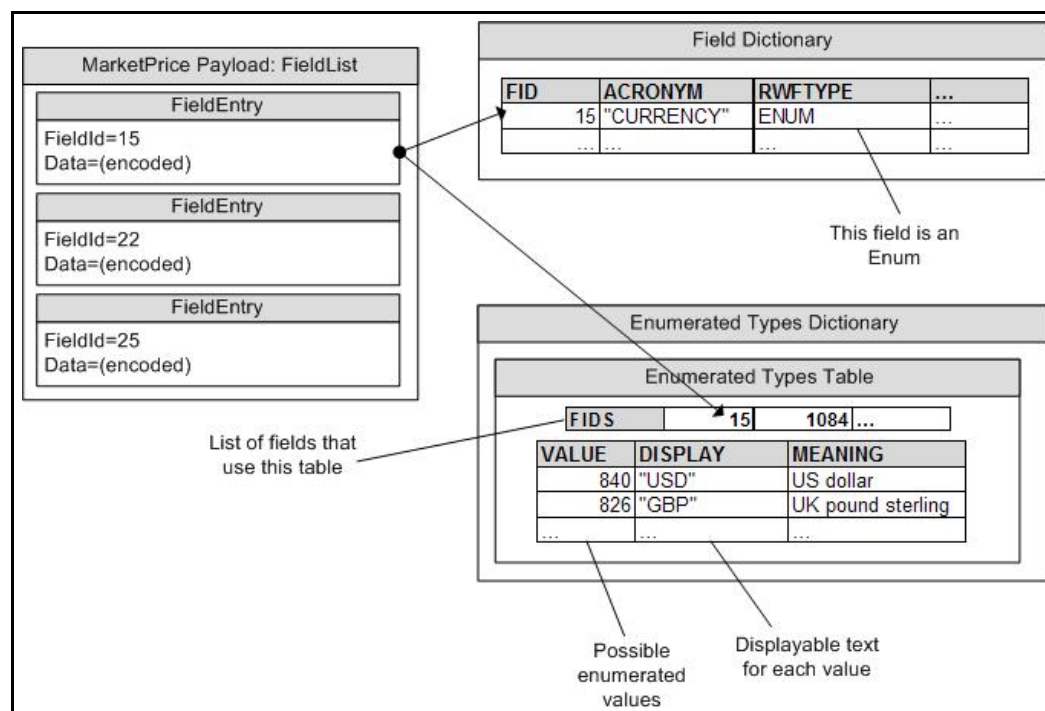 MarketPrice Payload: FieldList
FieldEntry
FieldId=15
Data=(encoded)
FieldEntry
FieldId=22
Data=(encoded)
FieldEntry
FieldId=25
Data=(encoded)
Field Dictionary
FID ACRONYM RWFTYPE ...
15 "CURRENCY" ENUM ...
... ... ... ...
This field is an
Enum
Enumerated Types Dictionary
Enumerated Types Table
FIDS 15 1084 ...
List of fields that
use this table
VALUE DISPLAY MEANING
840 "USD" US dollar
826 "GBP" UK pound sterling
... ... ...
Possible
enumerated
values
Displayable text
for each value